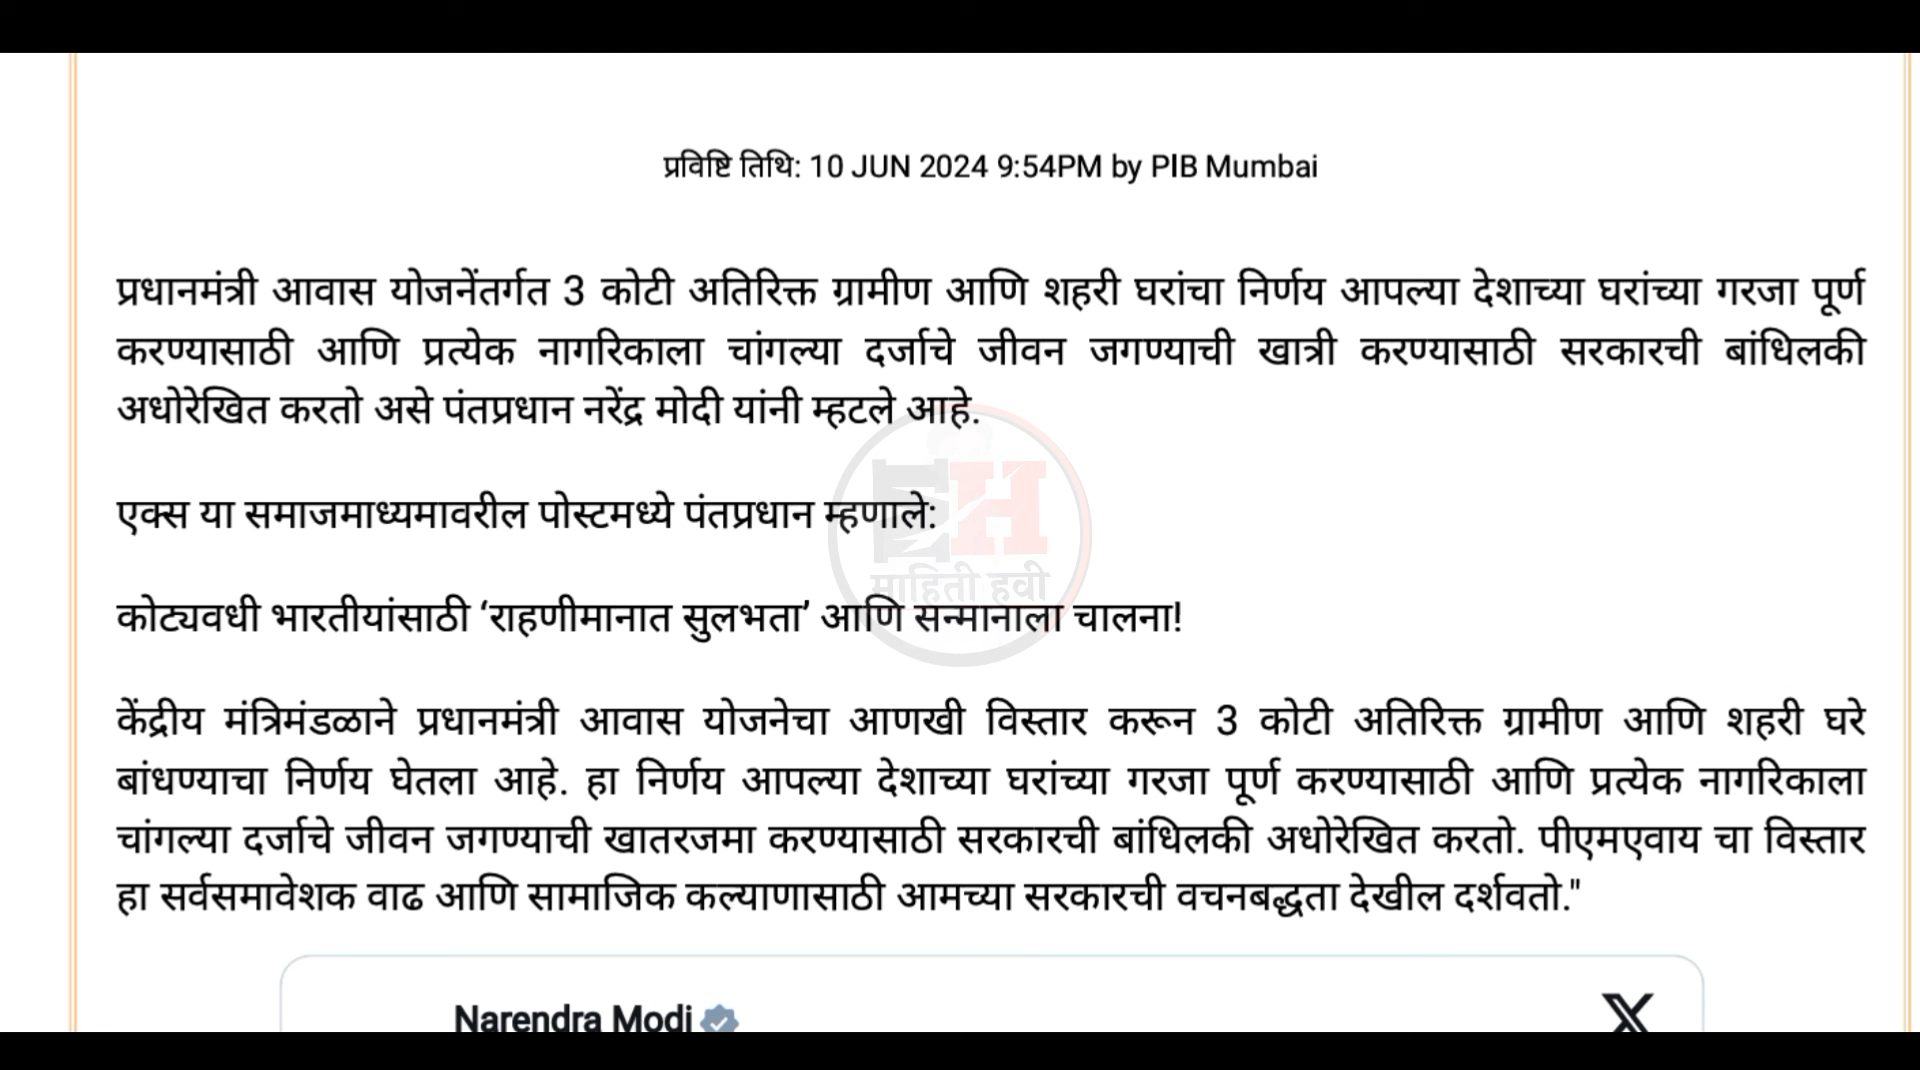 प्रविष्टि तिथि: 10 JUN 2024 9:54PM by PIB Mumbai
प्रधानमंत्री आवास योजनेंतर्गत 3 कोटी अतिरिक्त ग्रामीण आणि शहरी घरांचा निर्णय आपल्या देशाच्या घरांच्या गरजा पूर्ण
करण्यासाठी आणि प्रत्येक नागरिकाला चांगल्या दर्जाचे जीवन जगण्याची खात्री करण्यासाठी सरकारची बांधिलकी
अधोरेखित करतो असे पंतप्रधान नरेंद्र मोदी यांनी म्हटले आहे.
एक्स या समाजमाध्यमावरील पोस्टमध्ये पंतप्रधान म्हणाले:
माहिती हवी
कोट्यवधी भारतीयांसाठी ‘राहणीमानात सुलभता’ आणि सन्मानाला चालना!
केंद्रीय मंत्रिमंडळाने प्रधानमंत्री आवास योजनेचा आणखी विस्तार करून 3 कोटी अतिरिक्त ग्रामीण आणि शहरी घरे
बांधण्याचा निर्णय घेतला आहे. हा निर्णय आपल्या देशाच्या घरांच्या गरजा पूर्ण करण्यासाठी आणि प्रत्येक नागरिकाला
चांगल्या दर्जाचे जीवन जगण्याची खातरजमा करण्यासाठी सरकारची बांधिलकी अधोरेखित करतो. पीएमएवाय चा विस्तार
हा सर्वसमावेशक वाढ आणि सामाजिक कल्याणासाठी आमच्या सरकारची वचनबद्धता देखील दर्शवतो."
Narendra Modi